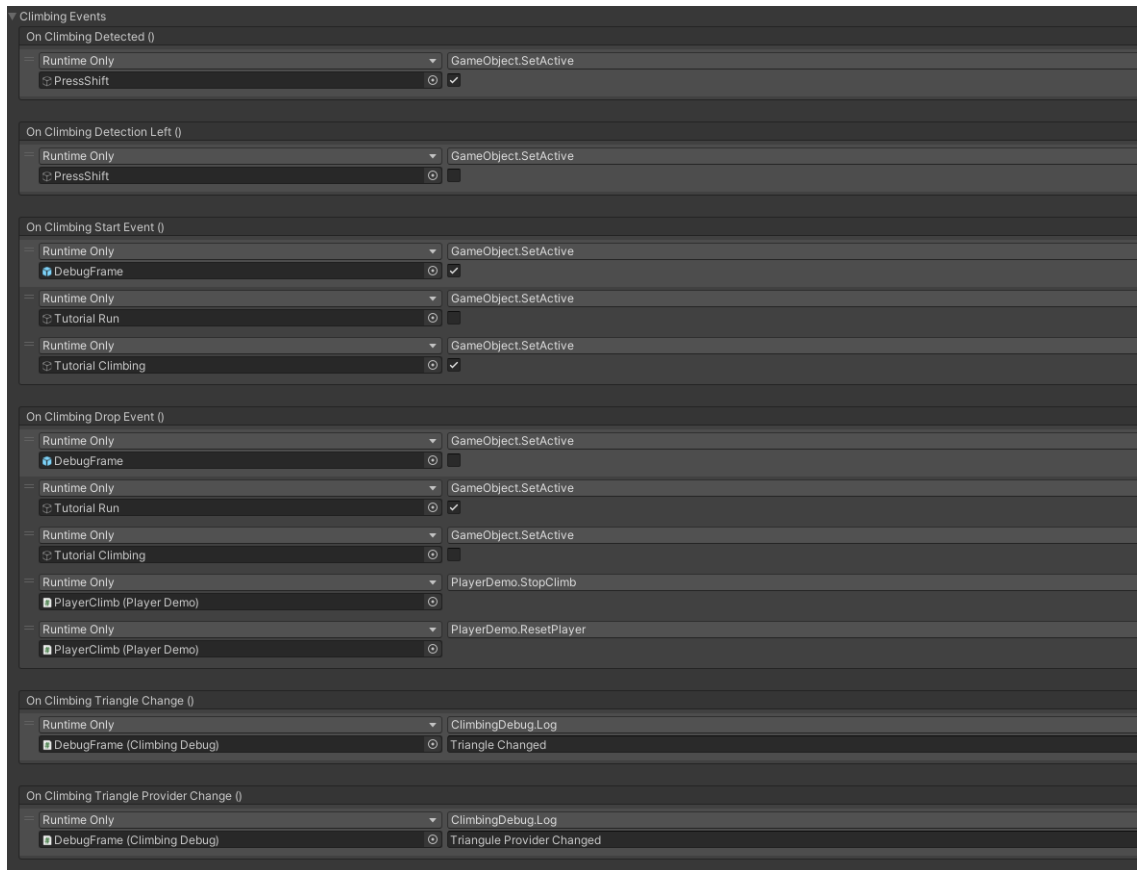 Climbing Events
On Climbing Detected ()
Runtime Only GameObject.SetActive
PressShift
On Climbing Detection Left ()
Runtime Only GameObject.SetActive
PressShift
On Climbing Start Event ()
Runtime Only GameObject.SetActive
DebugFrame
Runtime Only GameObject.SetActive
Tutorial Run
Runtime Only GameObject.SetActive
Tutorial Climbing
On Climbing Drop Event ()
Runtime Only GameObject.SetActive
DebugFrame
Runtime Only GameObject.SetActive
Tutorial Run
Runtime Only GameObject.SetActive
Tutorial Climbing
Runtime Only PlayerDemo.StopClimb
PlayerClimb (Player Demo)
Runtime Only PlayerDemo.ResetPlayer
PlayerClimb (Player Demo)
On Climbing Triangle Change ()
Runtime Only ClimbingDebug.Log
DebugFrame (Climbing Debug) Triangle Changed
On Climbing Triangle Provider Change ()
Runtime Only ClimbingDebug.Log
DebugFrame (Climbing Debug) Triangule Provider Changed